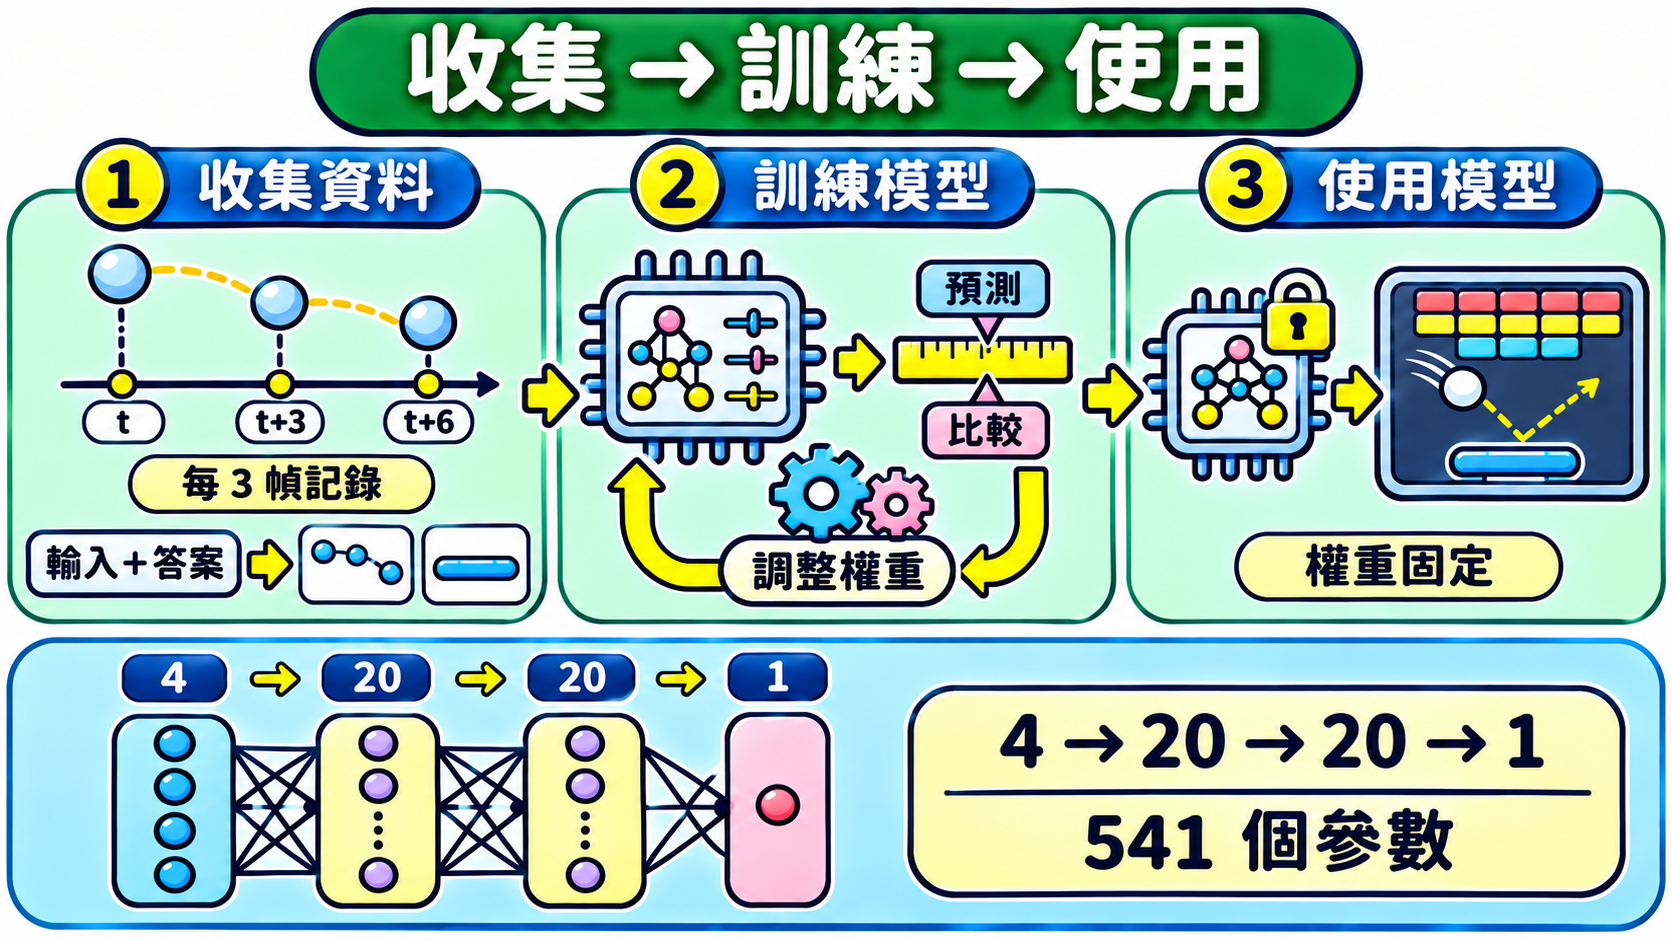 收集→訓練→使用
1 收集資料
t
t+3
t+6
每 3 幀記錄
輸入+答案
2 訓練模型
預測
比較
調整權重
3 使用模型
權重固定
4 → 20 → 20 → 1
4→20→20→1
541 個參數